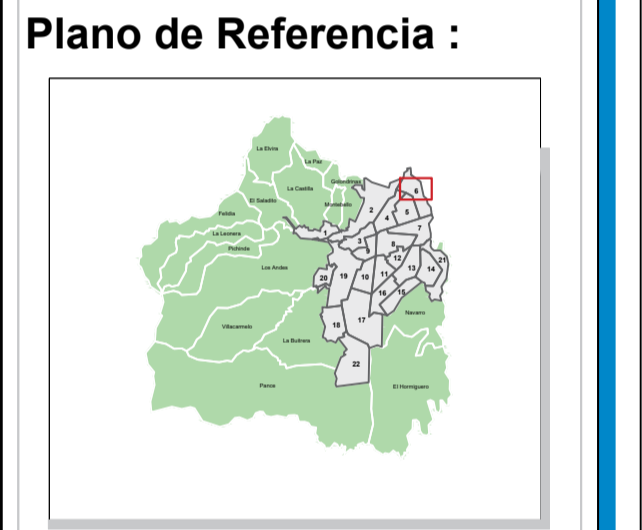 Plano de Referencia :
La Elvira
La Paz
Golondrinas
La Castilla
6
El Saladito
Montebello
2
5
Felidia
4
7
La Leonera
1
3
8
Pichinde
9
12
21
Los Andes
13
14
20
19
10
11
16
15
Navarro
17
18
Villacarmelo
La Buitrera
22
Pance
El Hormiguero